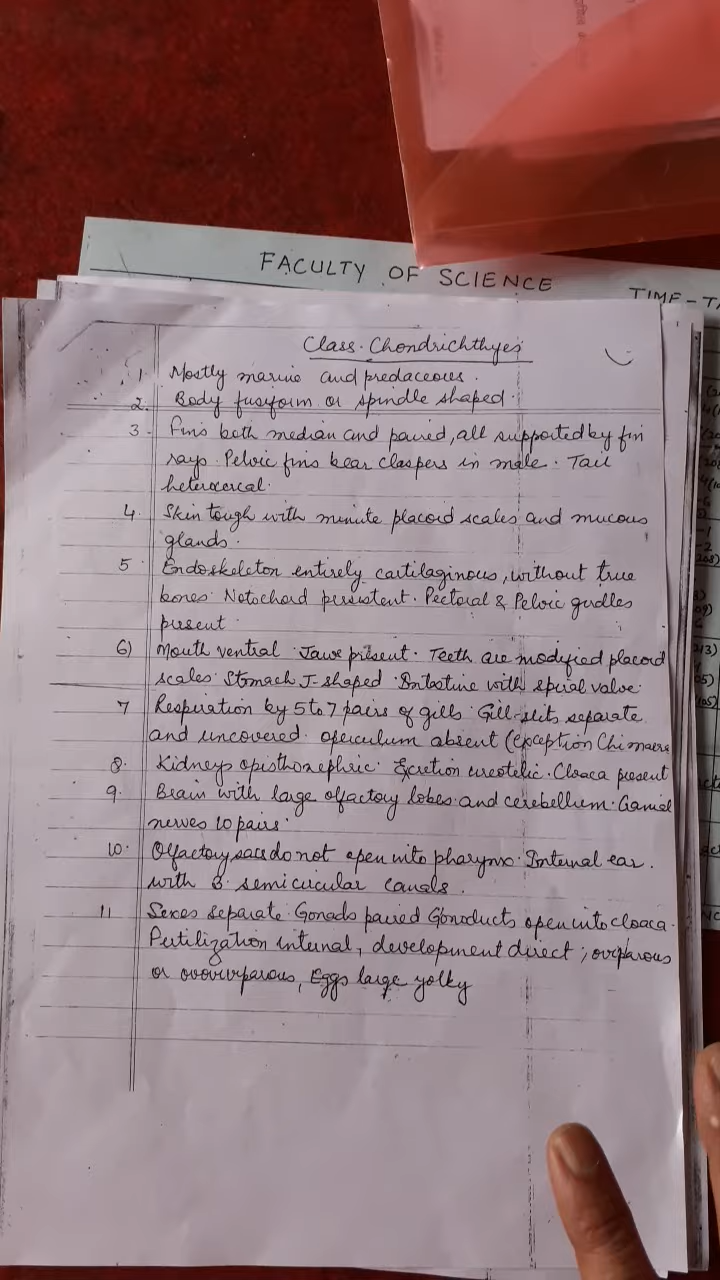 FACULTY OF SCIENCE
TIME-TA
Class. Chondrichthyes
1. Mostly marine and predaceous.
2. Body fusiform or spindle shaped.
3. Fins both median and paired, all supported by fin
rays. Pelvic fins bear claspers in male. Tail
heterocercal.
4. Skin tough with minute placoid scales and mucous
glands.
5. Endoskeleton entirely cartilaginous, without true
bones. Notochord persistent. Pectoral & Pelvic girdles
present.
6) Mouth ventral. Jaws present. Teeth are modified placoid
scales. Stomach J-shaped. Intestine with spiral valve.
7 Respiration by 5 to 7 pairs of gills. Gill-slits separate
and uncovered. operculum absent (exception Chimaera
8. Kidneys opisthonephric. Excretion ureotelic. Cloaca present
9. Brain with large olfactory lobes and cerebellum. Cranial
nerves 10 pairs.
10. Olfactory sacs do not open into pharynx. Internal ear.
with 3 semicircular canals.
11 Sexes separate. Gonads paired Gonoducts open into cloaca.
Fertilization internal, development direct; oviparous
or ovoviviparous, Eggs large yolky